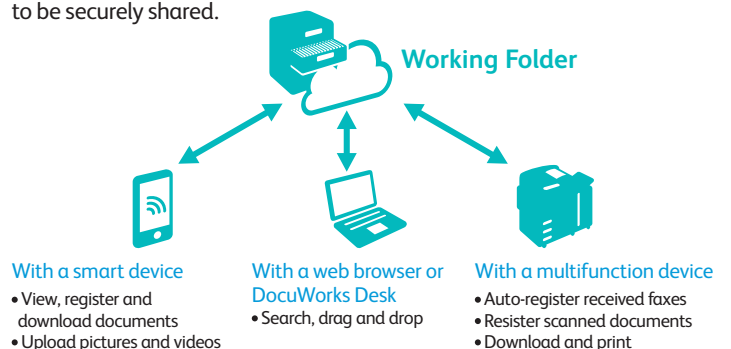 to be securely shared.
Working Folder
With a smart device
• View, register and
download documents
• Upload pictures and videos
With a web browser or
DocuWorks Desk
• Search, drag and drop
With a multifunction device
• Auto-register received faxes
• Resister scanned documents
• Download and print